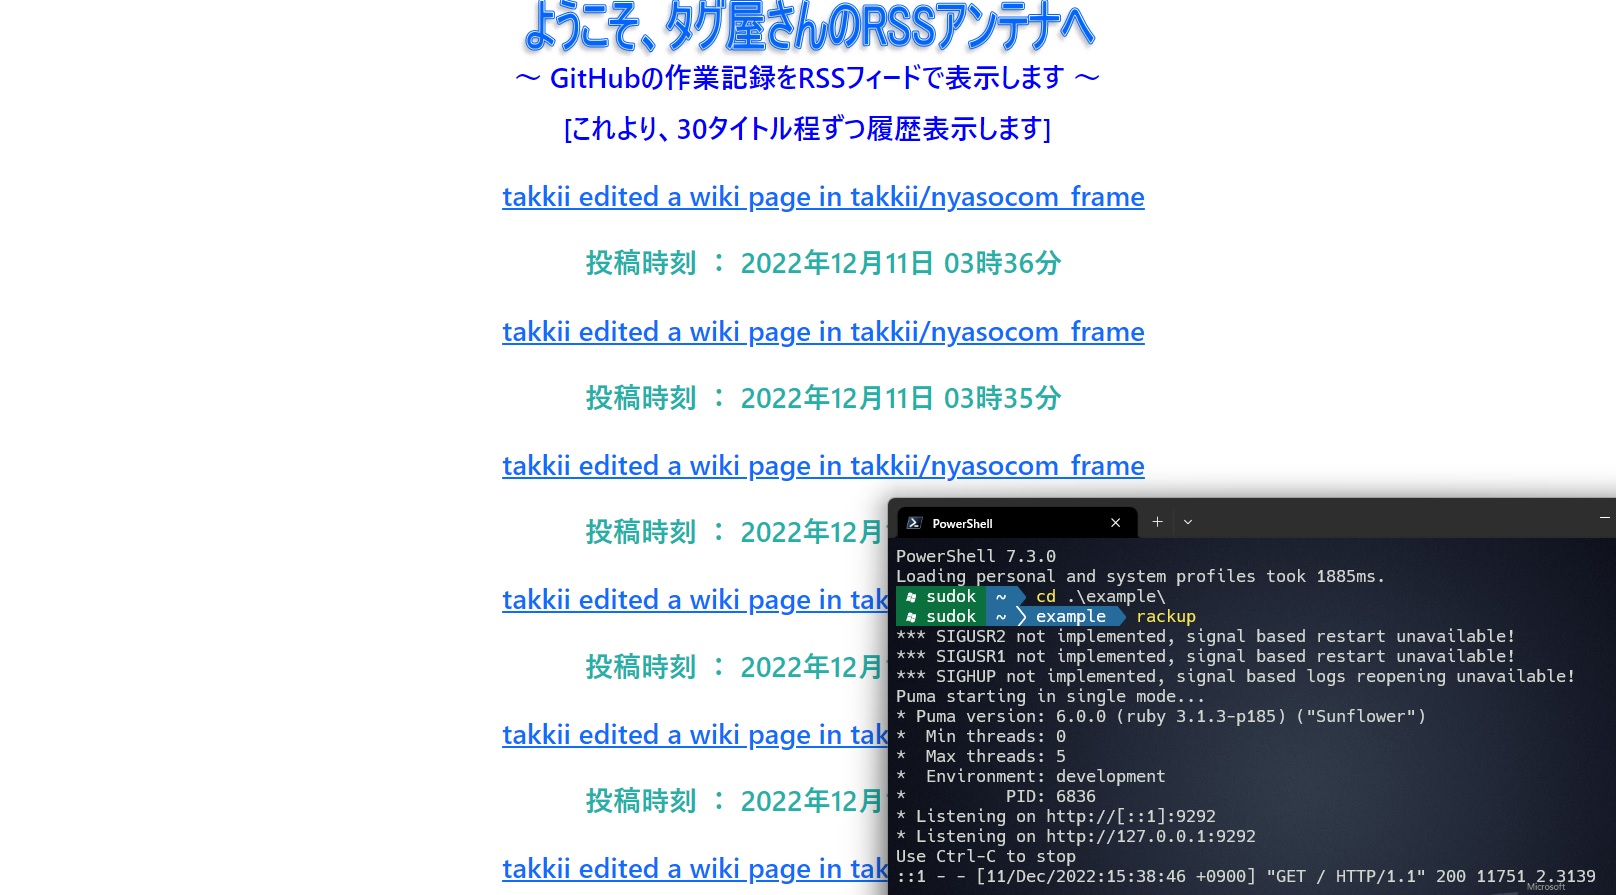 ようこそ、タグ屋さんのRSSアンテナへ
～ GitHubの作業記録をRSSフィードで表示します ～
[これより、30タイトル程ずつ履歴表示します]
takkii edited a wiki page in takkii/nyasocom_frame
投稿時刻 ： 2022年12月11日 03時36分
takkii edited a wiki page in takkii/nyasocom_frame
投稿時刻 ： 2022年12月11日 03時35分
takkii edited a wiki page in takkii/nyasocom_frame
投稿時刻 ： 2022年12月1
takkii edited a wiki page in tak
投稿時刻 ： 2022年12月1
takkii edited a wiki page in tak
投稿時刻 ： 2022年12月1
takkii edited a wiki page in tak
PowerShell
PowerShell 7.3.0
Loading personal and system profiles took 1885ms.
sudok ~ cd .\example\
sudok ~ example rackup
*** SIGUSR2 not implemented, signal based restart unavailable!
*** SIGUSR1 not implemented, signal based restart unavailable!
*** SIGHUP not implemented, signal based logs reopening unavailable!
Puma starting in single mode...
* Puma version: 6.0.0 (ruby 3.1.3-p185) ("Sunflower")
*  Min threads: 0
*  Max threads: 5
*  Environment: development
*          PID: 6836
* Listening on http://[::1]:9292
* Listening on http://127.0.0.1:9292
Use Ctrl-C to stop
::1 - - [11/Dec/2022:15:38:46 +0900] "GET / HTTP/1.1" 200 11751 2.3139
Microsoft